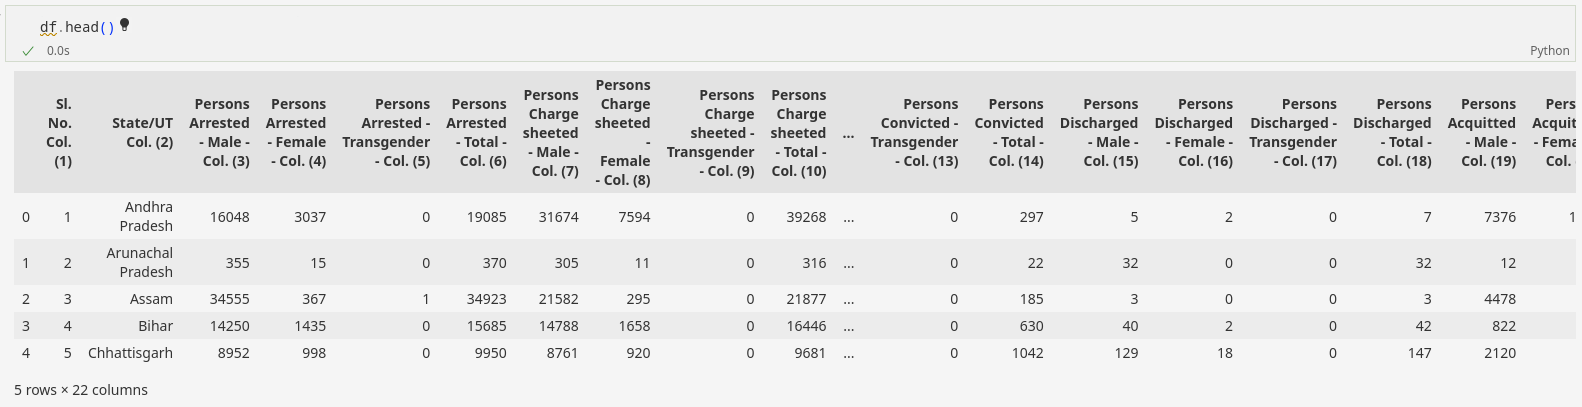 df.head()
0.0s
Python
Sl. No. Col. (1) State/UT Col. (2) Persons Arrested - Male - Col. (3) Persons Arrested - Female - Col. (4) Persons Arrested - Transgender - Col. (5) Persons Arrested - Total - Col. (6) Persons Charge sheeted - Male - Col. (7) Persons Charge sheeted - Female - Col. (8) Persons Charge sheeted - Transgender - Col. (9) Persons Charge sheeted - Total - Col. (10) ... Persons Convicted - Transgender - Col. (13) Persons Convicted - Total - Col. (14) Persons Discharged - Male - Col. (15) Persons Discharged - Female - Col. (16) Persons Discharged - Transgender - Col. (17) Persons Discharged - Total - Col. (18) Persons Acquitted - Male - Col. (19)
0 1 Andhra Pradesh 16048 3037 0 19085 31674 7594 0 39268 ... 0 297 5 2 0 7 7376
1 2 Arunachal Pradesh 355 15 0 370 305 11 0 316 ... 0 22 32 0 0 32 12
2 3 Assam 34555 367 1 34923 21582 295 0 21877 ... 0 185 3 0 0 3 4478
3 4 Bihar 14250 1435 0 15685 14788 1658 0 16446 ... 0 630 40 2 0 42 822
4 5 Chhattisgarh 8952 998 0 9950 8761 920 0 9681 ... 0 1042 129 18 0 147 2120
5 rows × 22 columns